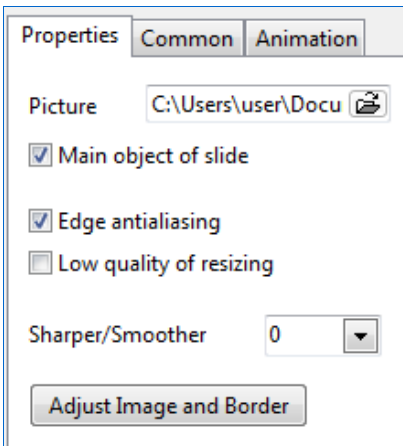 Properties Common Animation
Picture C:\Users\user\Docu
Main object of slide
Edge antialiasing
Low quality of resizing
Sharper/Smoother 0
Adjust Image and Border